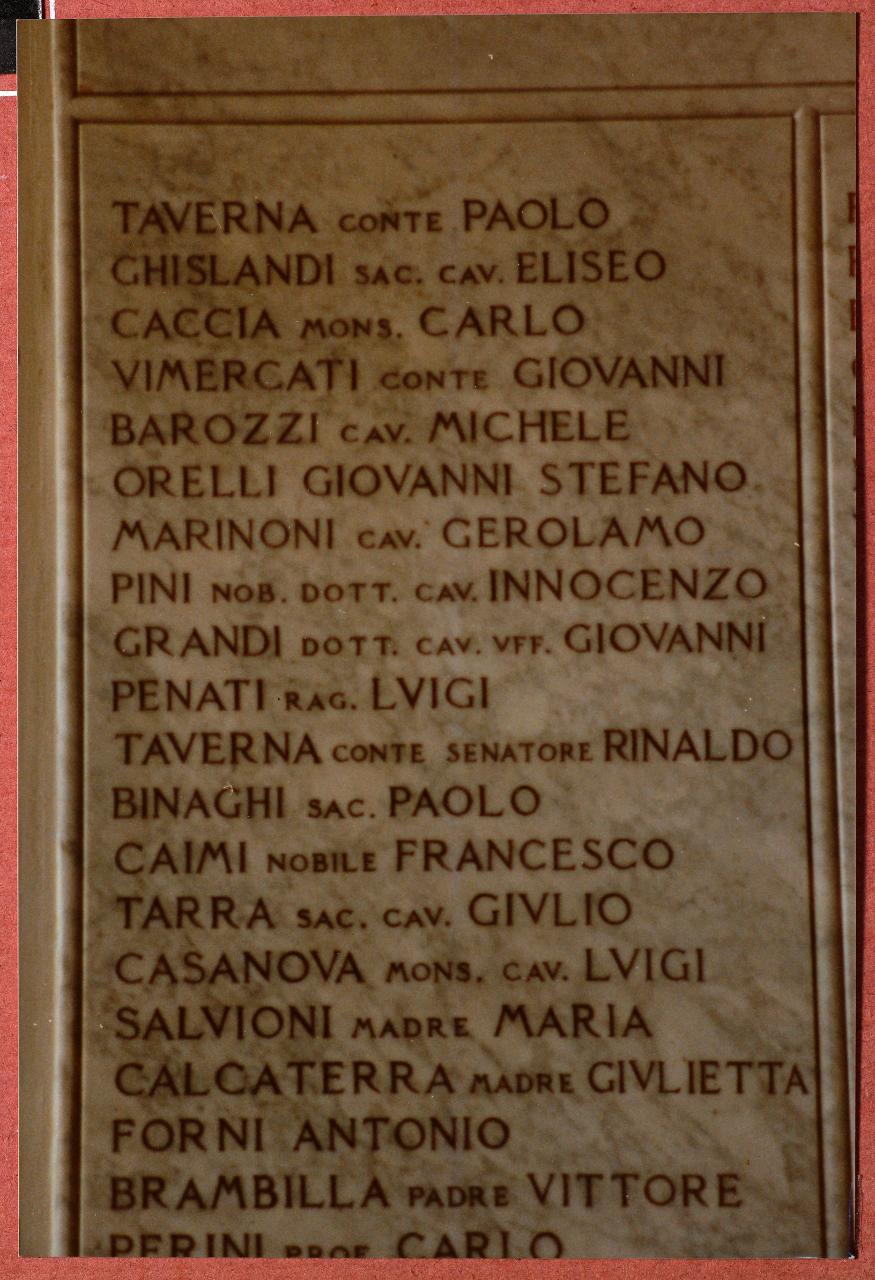 TAVERNA CONTE PAOLO
GHISLANDI SAC. CAV. ELISEO
CACCIA MONS. CARLO
VIMERCATI CONTE GIOVANNI
BAROZZI CAV. MICHELE
ORELLI GIOVANNI STEFANO
MARINONI CAV. GEROLAMO
PINI NOB. DOTT. CAV. INNOCENZO
GRANDI DOTT. CAV. VFF. GIOVANNI
PENATI RAG. LVIGI
TAVERNA CONTE SENATORE RINALDO
BINAGHI SAC. PAOLO
CAIMI NOBILE FRANCESCO
TARRA SAC. CAV. GIVLIO
CASANOVA MONS. CAV. LVIGI
SALVIONI MADRE MARIA
CALCATERRA MADRE GIVLIETTA
FORNI ANTONIO
BRAMBILLA PADRE VITTORE
PERINI PROF CARLO